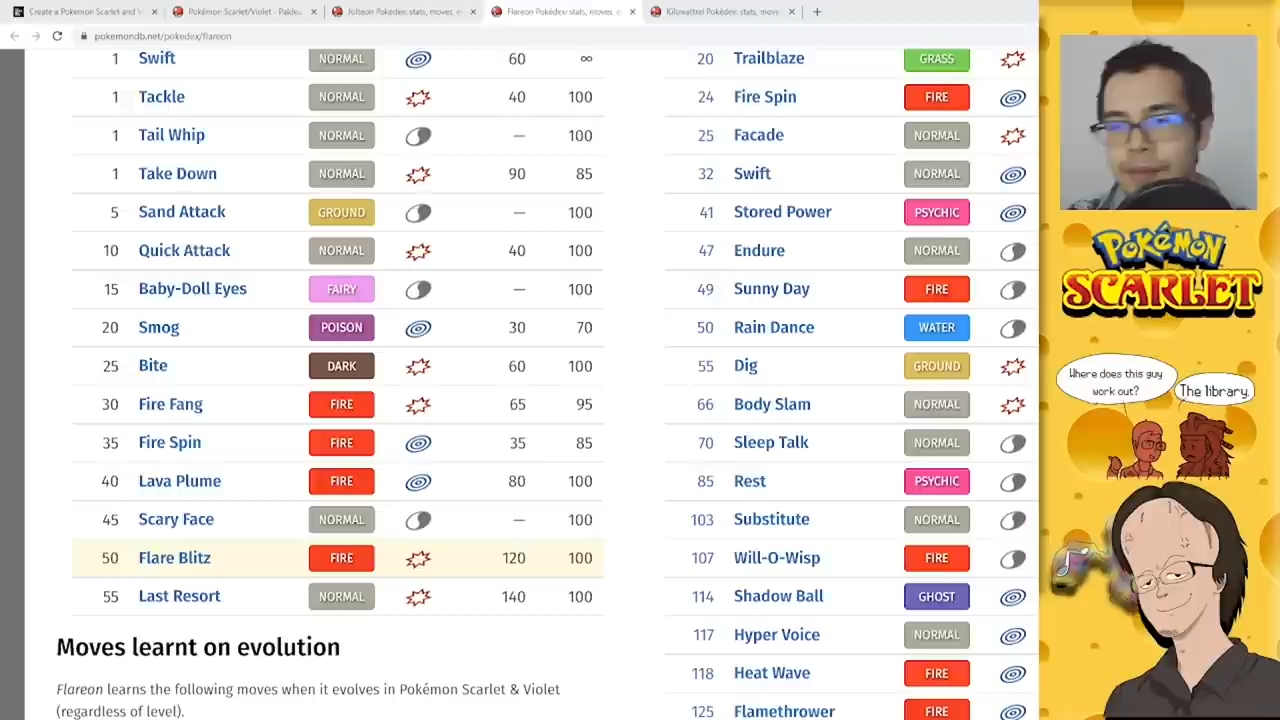 Create a Pokemon Scarlet and V
Pokémon Scarlet/Violet - Paldea
Jolteon Pokédex: stats, moves, e
Flareon Pokédex: stats, moves, e
Kilowattrel Pokédex: stats, move
pokemondb.net/pokedex/flareon
1 Swift NORMAL 60 ∞
1 Tackle NORMAL 40 100
1 Tail Whip NORMAL — 100
1 Take Down NORMAL 90 85
5 Sand Attack GROUND — 100
10 Quick Attack NORMAL 40 100
15 Baby-Doll Eyes FAIRY — 100
20 Smog POISON 30 70
25 Bite DARK 60 100
30 Fire Fang FIRE 65 95
35 Fire Spin FIRE 35 85
40 Lava Plume FIRE 80 100
45 Scary Face NORMAL — 100
50 Flare Blitz FIRE 120 100
55 Last Resort NORMAL 140 100
Moves learnt on evolution
Flareon learns the following moves when it evolves in Pokémon Scarlet & Violet
(regardless of level).
20 Trailblaze GRASS
24 Fire Spin FIRE
25 Facade NORMAL
32 Swift NORMAL
41 Stored Power PSYCHIC
47 Endure NORMAL
49 Sunny Day FIRE
50 Rain Dance WATER
55 Dig GROUND
66 Body Slam NORMAL
70 Sleep Talk NORMAL
85 Rest PSYCHIC
103 Substitute NORMAL
107 Will-O-Wisp FIRE
114 Shadow Ball GHOST
117 Hyper Voice NORMAL
118 Heat Wave FIRE
125 Flamethrower FIRE
POKéMON
SCARLET
Where does this guy
work out?
The library.